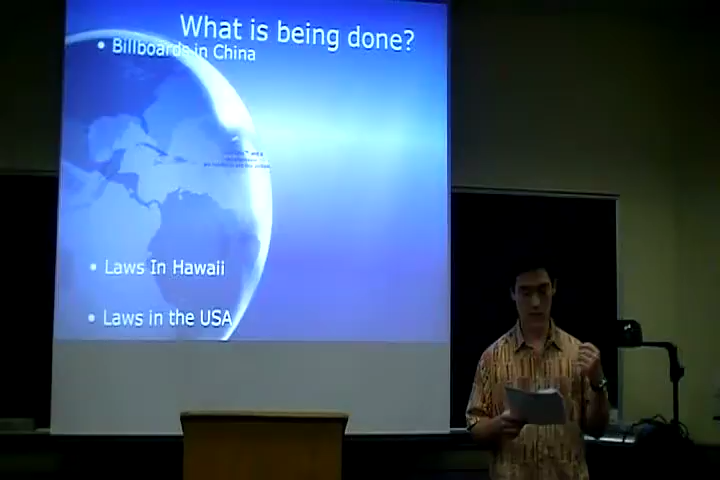 What is being done?
• Billboards in China
• Laws In Hawaii
• Laws in the USA